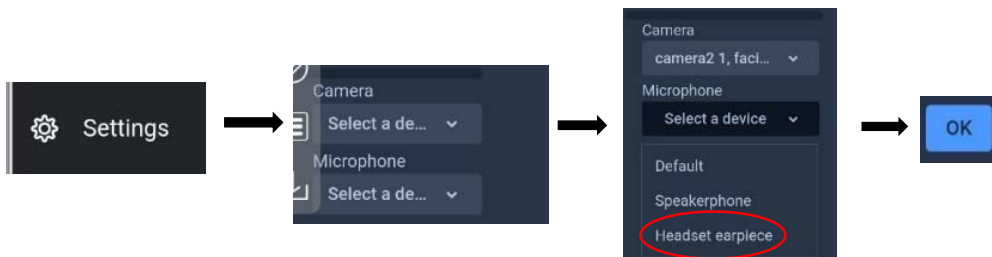 Settings
Camera
Select a de...
Microphone
Select a de...
Camera
camera2 1, faci...
Microphone
Select a device
Default
Speakerphone
Headset earpiece
OK